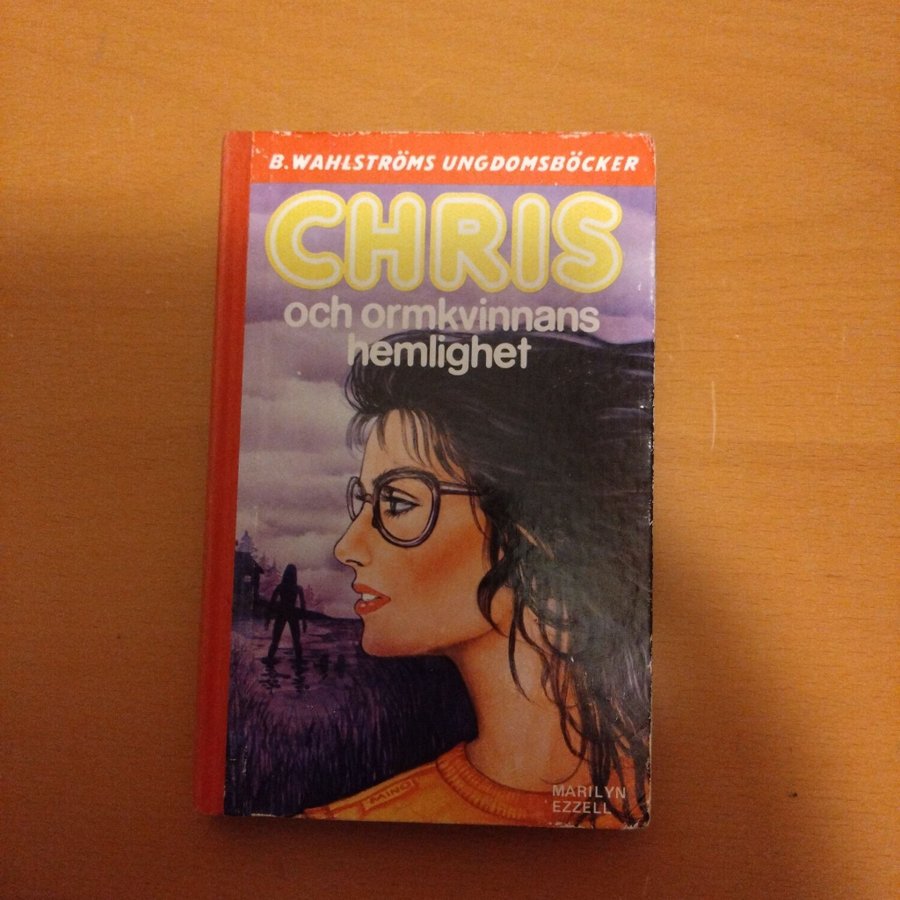 B. WAHLSTRÖMS UNGDOMSBÖCKER
CHRIS
och ormkvinnans
hemlighet
MARILYN
EZZELL